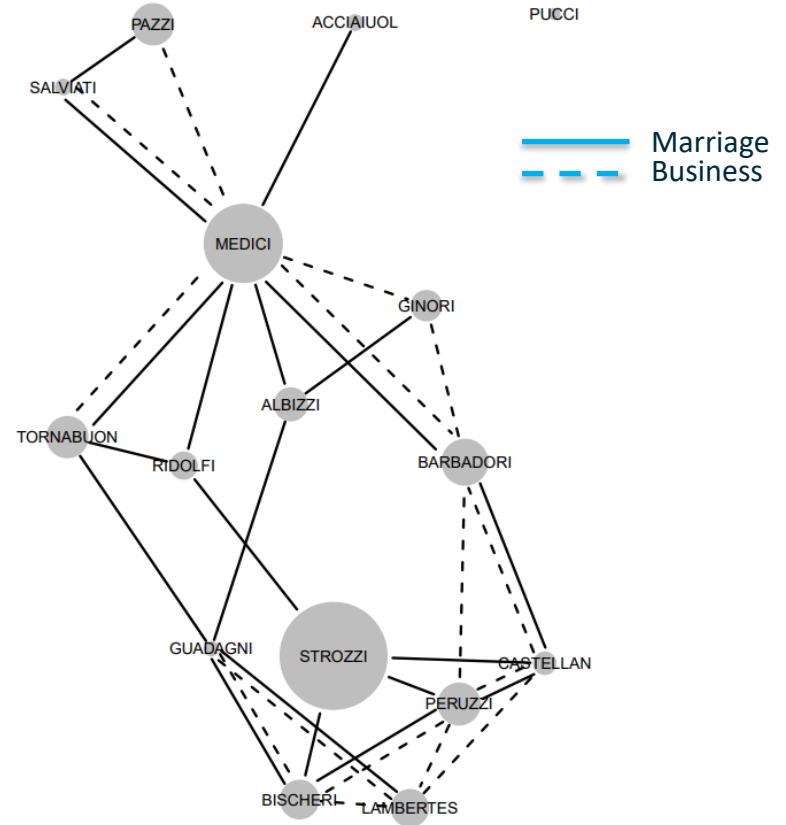 PAZZI
ACCIAIUOL
PUCCI
SALVIATI
Marriage
Business
MEDICI
GINORI
ALBIZZI
TORNABUON
RIDOLFI
BARBADORI
GUADAGNI
STROZZI
CASTELLAN
PERUZZI
BISCHERI
LAMBERTES